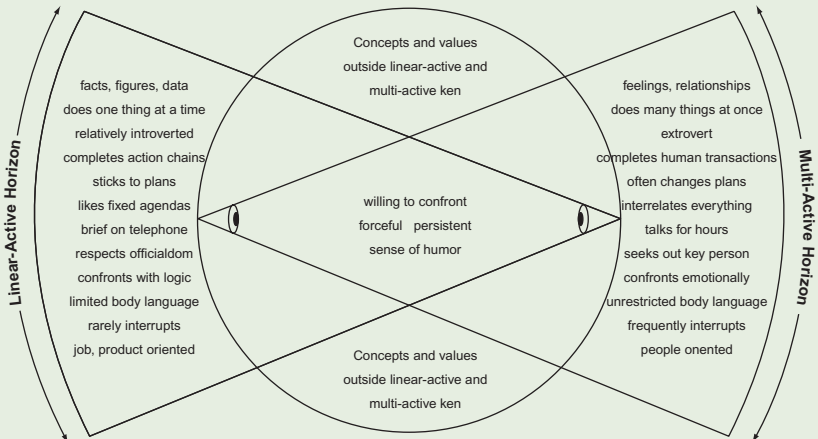 Linear-Active Horizon
facts, figures, data
does one thing at a time
relatively introverted
completes action chains
sticks to plans
likes fixed agendas
brief on telephone
respects officialdom
confronts with logic
limited body language
rarely interrupts
job, product oriented
Concepts and values
outside linear-active and
multi-active ken
willing to confront
forceful persistent
sense of humor
Concepts and values
outside linear-active and
multi-active ken
feelings, relationships
does many things at once
extrovert
completes human transactions
often changes plans
interrelates everything
talks for hours
seeks out key person
confronts emotionally
unrestricted body language
frequently interrupts
people onented
Multi-Active Horizon